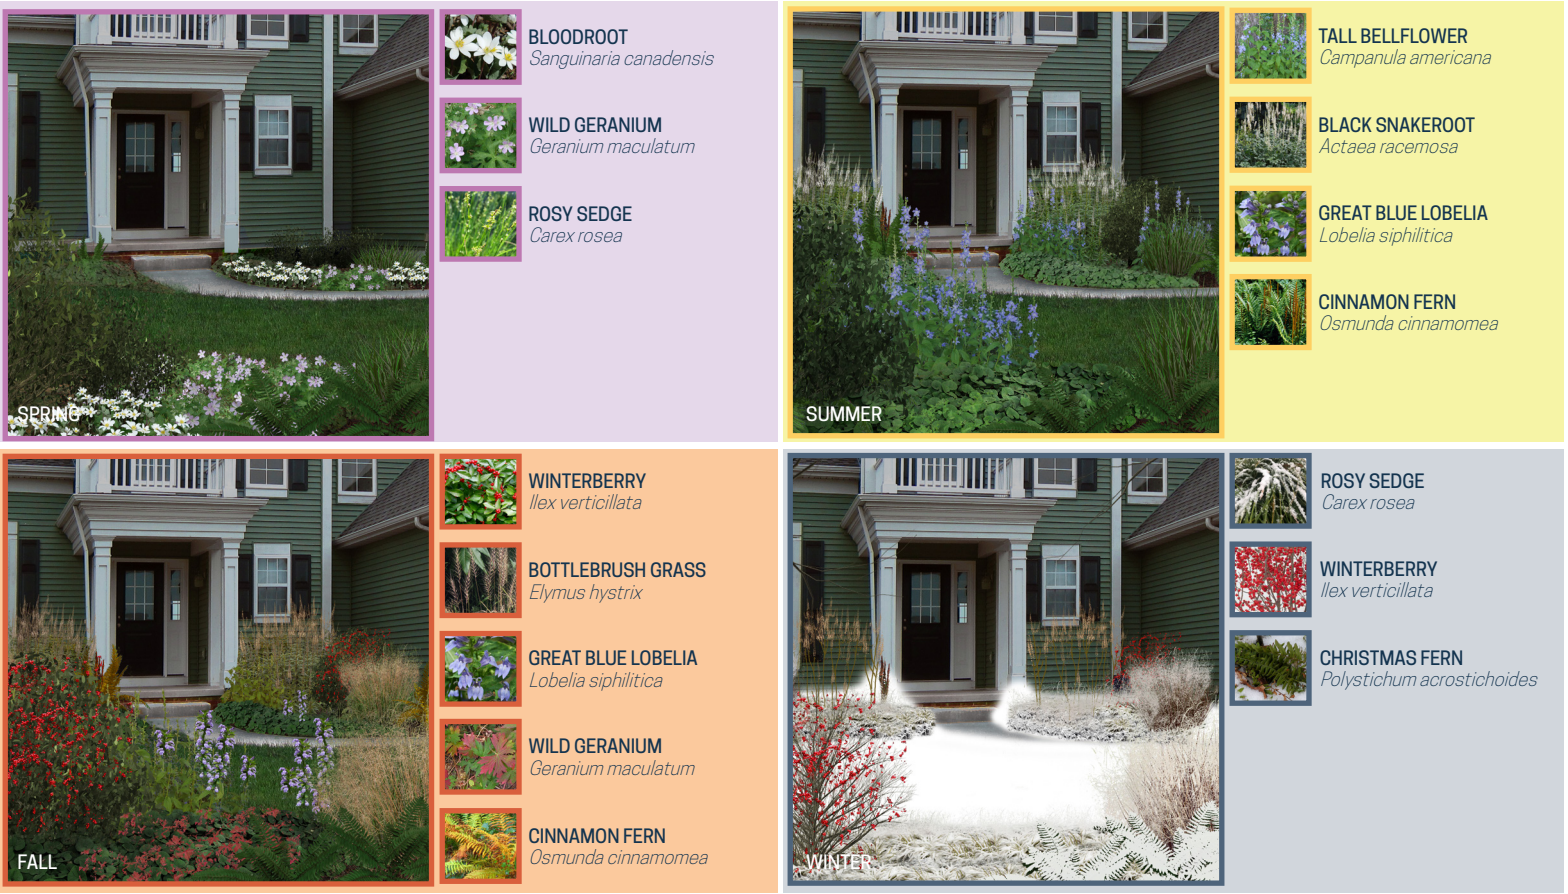 SPRING
BLOODROOT
Sanguinaria canadensis
WILD GERANIUM
Geranium maculatum
ROSY SEDGE
Carex rosea
SUMMER
TALL BELLFLOWER
Campanula americana
BLACK SNAKEROOT
Actaea racemosa
GREAT BLUE LOBELIA
Lobelia siphilitica
CINNAMON FERN
Osmunda cinnamomea
FALL
WINTERBERRY
Ilex verticillata
BOTTLEBRUSH GRASS
Elymus hystrix
GREAT BLUE LOBELIA
Lobelia siphilitica
WILD GERANIUM
Geranium maculatum
CINNAMON FERN
Osmunda cinnamomea
WINTER
ROSY SEDGE
Carex rosea
WINTERBERRY
Ilex verticillata
CHRISTMAS FERN
Polystichum acrostichoides